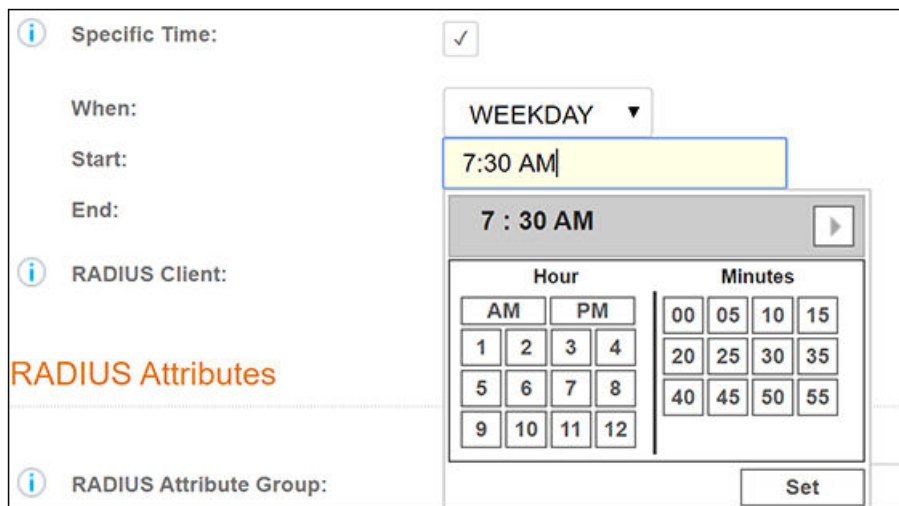 Specific Time:
When:
WEEKDAY
Start:
7:30 AM
End:
7 : 30 AM
RADIUS Client:
Hour
Minutes
AM PM
00 05 10 15
1 2 3 4
20 25 30 35
5 6 7 8
40 45 50 55
9 10 11 12
RADIUS Attributes
RADIUS Attribute Group:
Set